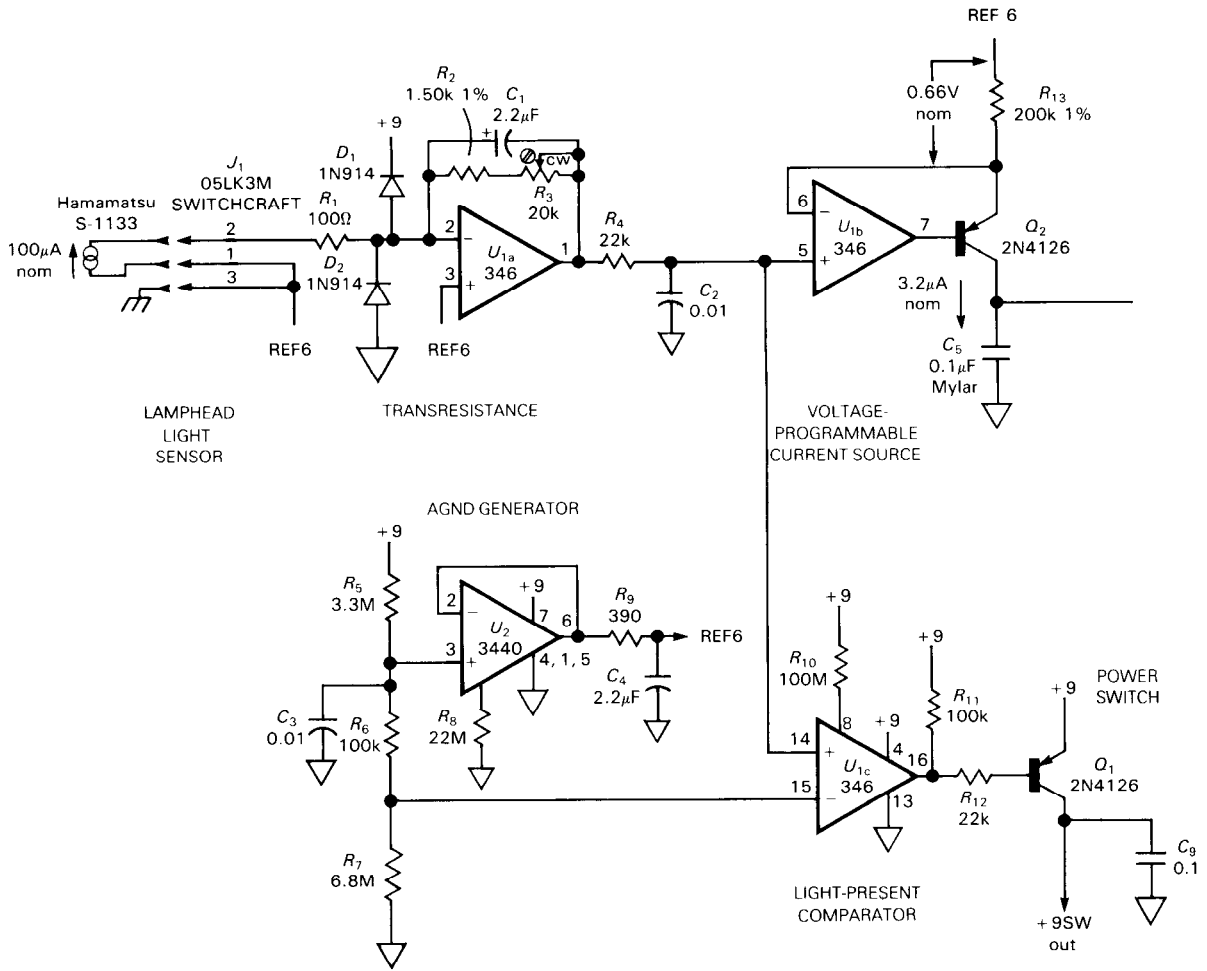 REF 6
R2
1.50k 1%
C1
2.2μF
+9
D1
1N914
J1
05LK3M
SWITCHCRAFT
Hamamatsu
S-1133
100μA
nom
R1
100Ω
2
1
3
D2
1N914
REF6
cw
R3
20k
2
−
U1a
346
3
+
1
REF6
R4
22k
C2
0.01
0.66V
nom
R13
200k 1%
6
−
U1b
346
5
+
7
Q2
2N4126
3.2μA
nom
C5
0.1μF
Mylar
LAMPHEAD
LIGHT
SENSOR
TRANSRESISTANCE
VOLTAGE-
PROGRAMMABLE
CURRENT SOURCE
AGND GENERATOR
+9
R5
3.3M
2
−
+9
7
U2
3440
6
3
+
4, 1, 5
R9
390
REF6
C4
2.2μF
C3
0.01
R6
100k
R8
22M
R7
6.8M
+9
R10
100M
8
+9
4
14
+
U1c
346
15
−
16
13
+9
R11
100k
R12
22k
POWER
SWITCH
+9
Q1
2N4126
C9
0.1
+9SW
out
LIGHT-PRESENT
COMPARATOR